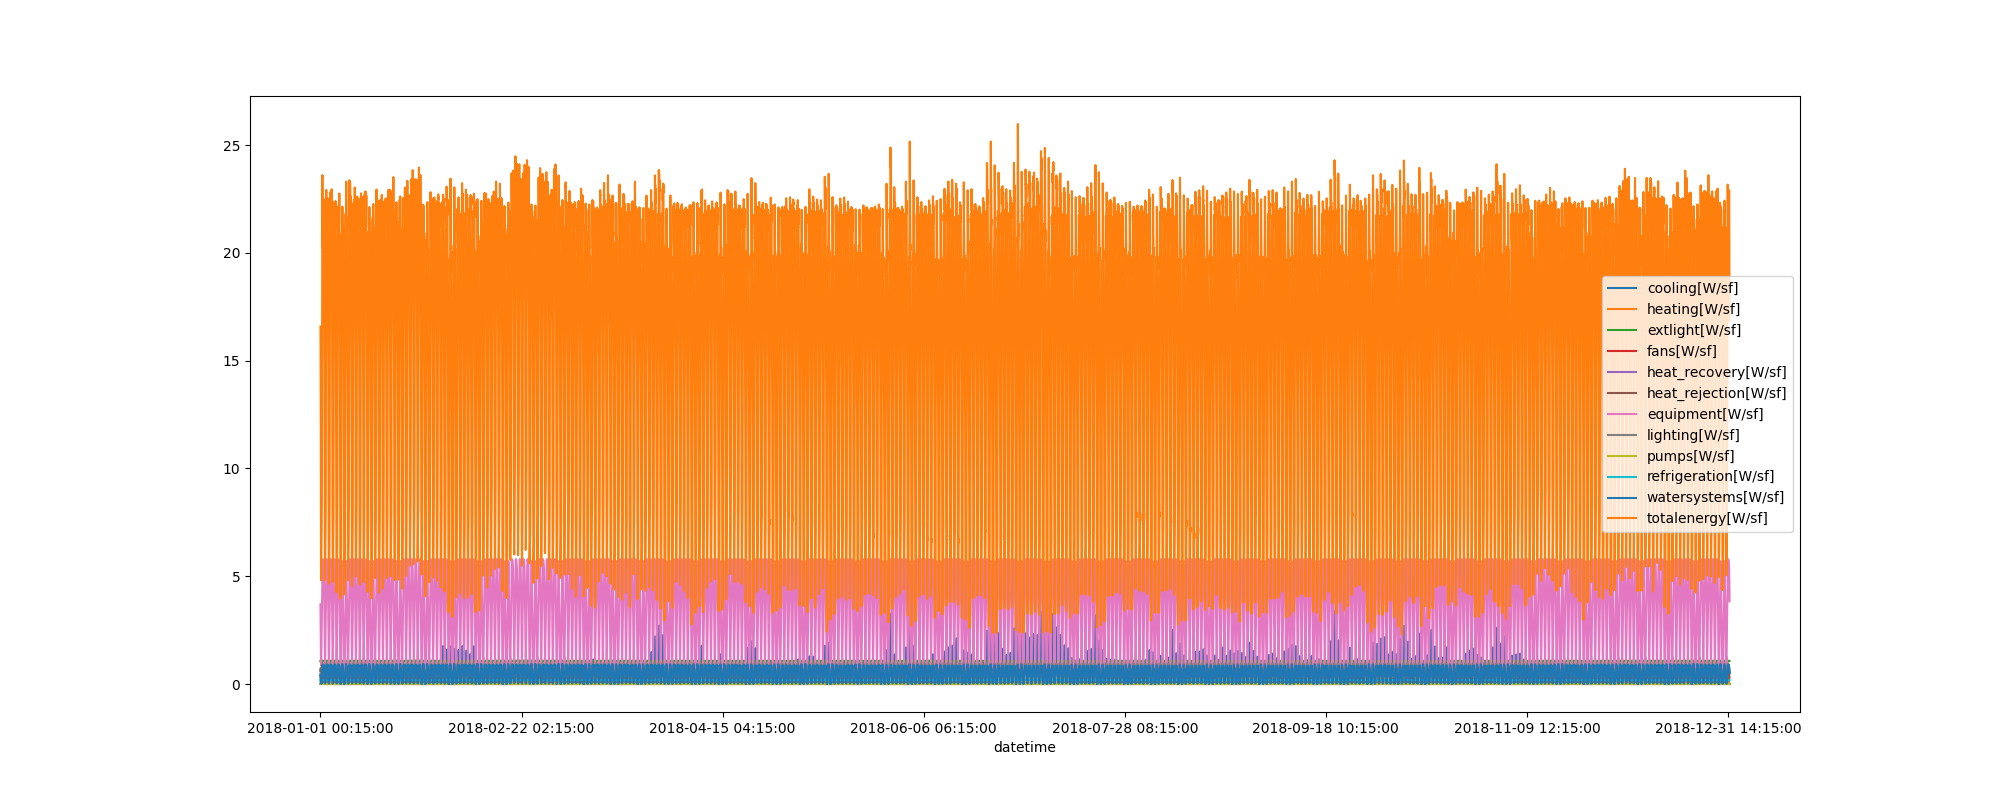 25
20
15
10
5
0
cooling[W/sf]
heating[W/sf]
extlight[W/sf]
fans[W/sf]
heat_recovery[W/sf]
heat_rejection[W/sf]
equipment[W/sf]
lighting[W/sf]
pumps[W/sf]
refrigeration[W/sf]
watersystems[W/sf]
totalenergy[W/sf]
2018-01-01 00:15:00 2018-02-22 02:15:00 2018-04-15 04:15:00 2018-06-06 06:15:00 2018-07-28 08:15:00 2018-09-18 10:15:00 2018-11-09 12:15:00 2018-12-31 14:15:00
datetime